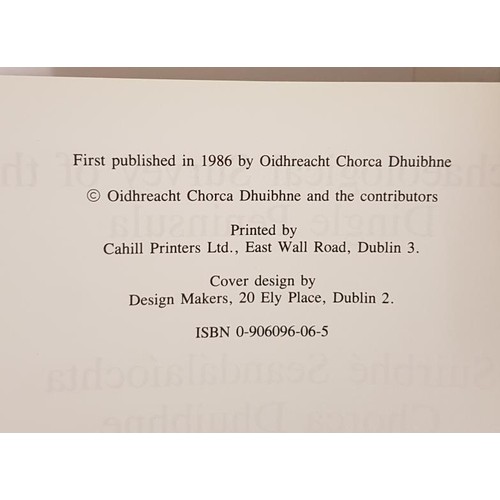 First published in 1986 by Oidhreacht Chorca Dhuibhne
© Oidhreacht Chorca Dhuibhne and the contributors
Printed by
Cahill Printers Ltd., East Wall Road, Dublin 3.
Cover design by
Design Makers, 20 Ely Place, Dublin 2.
ISBN 0-906096-06-5